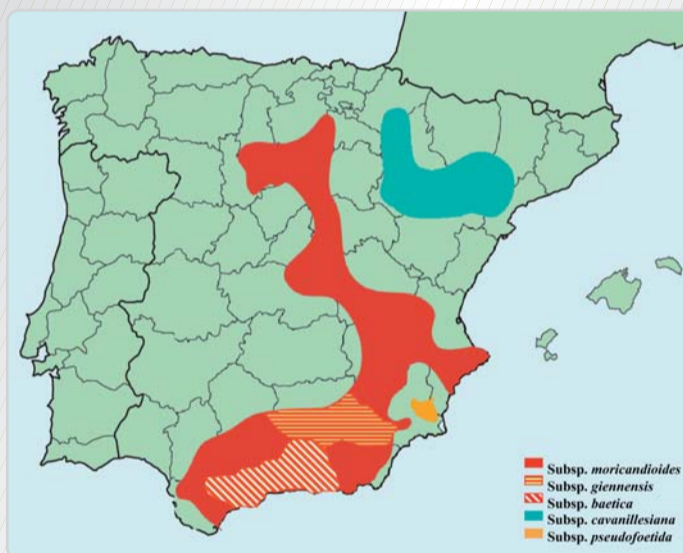 Subsp. moricandioides
Subsp. giennensis
Subsp. baetica
Subsp. cavanillesiana
Subsp. pseudofoetida